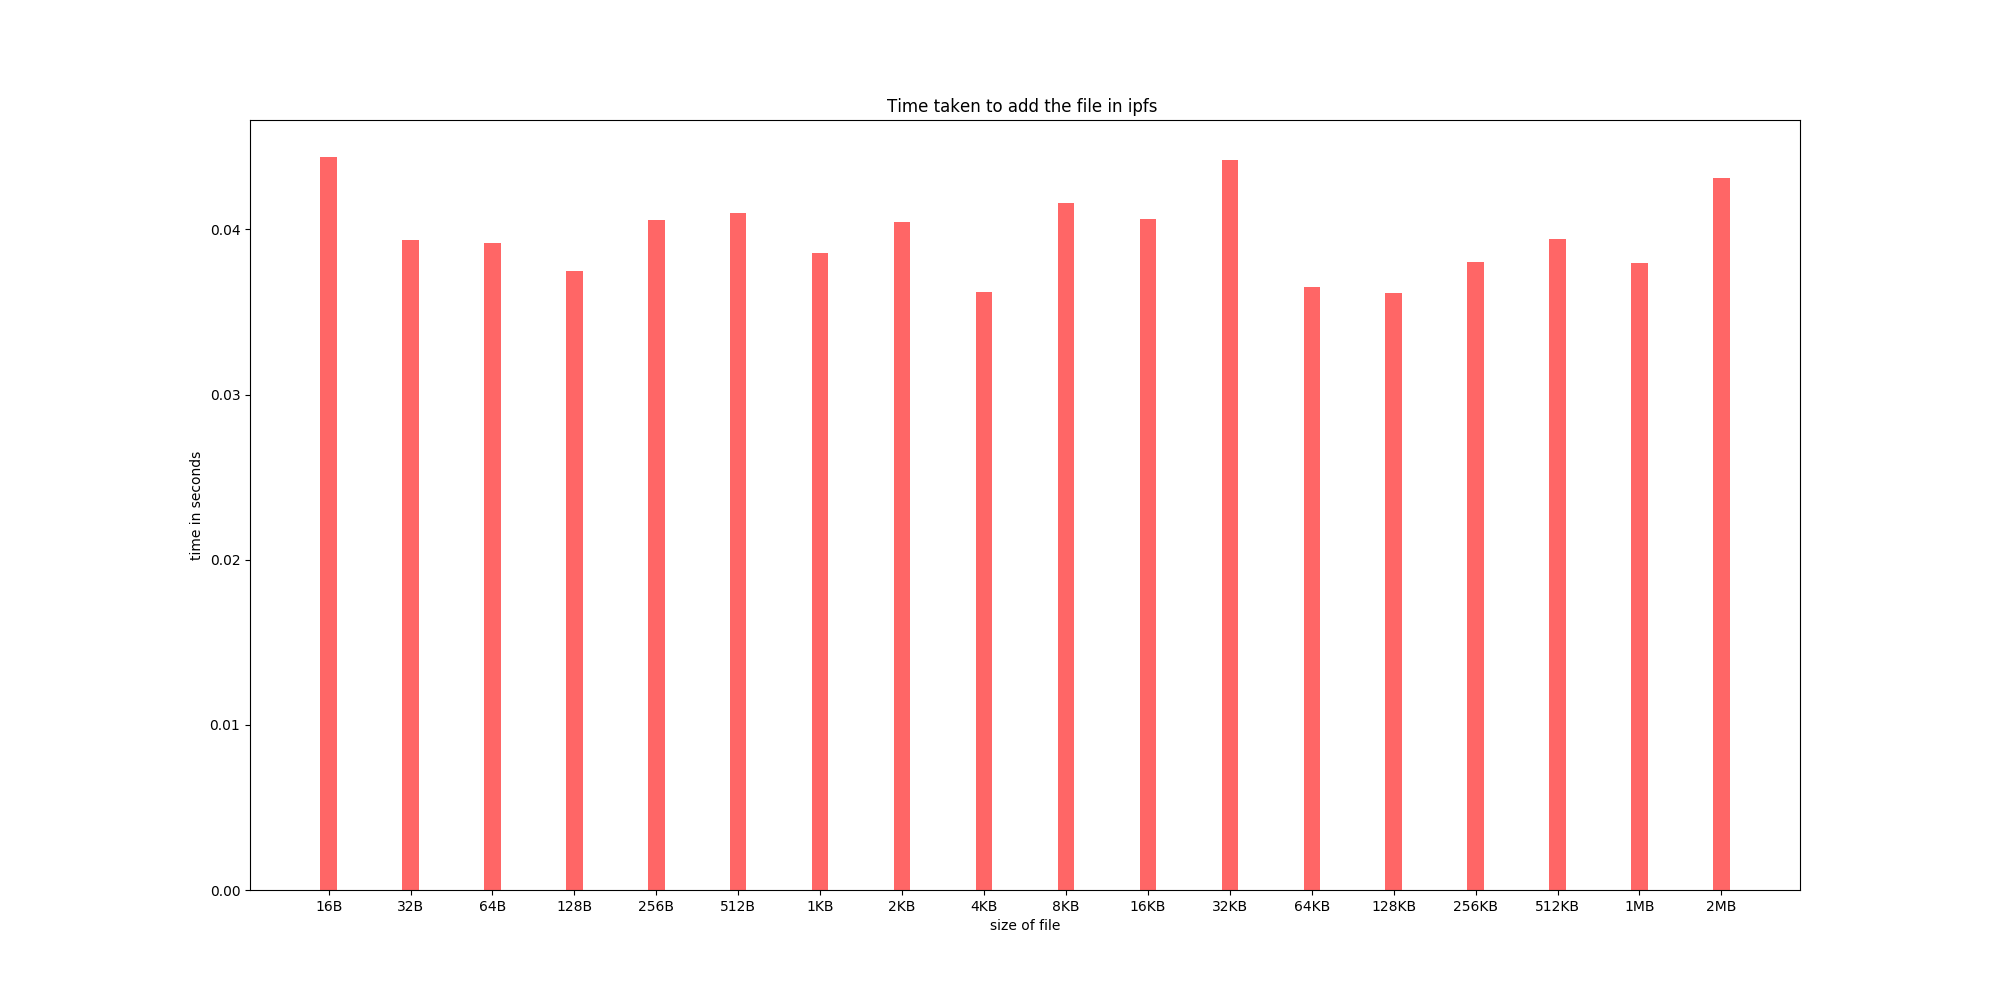 Time taken to add the file in ipfs
time in seconds
0.04
0.03
0.02
0.01
0.00
16B 32B 64B 128B 256B 512B 1KB 2KB 4KB 8KB 16KB 32KB 64KB 128KB 256KB 512KB 1MB 2MB
size of file